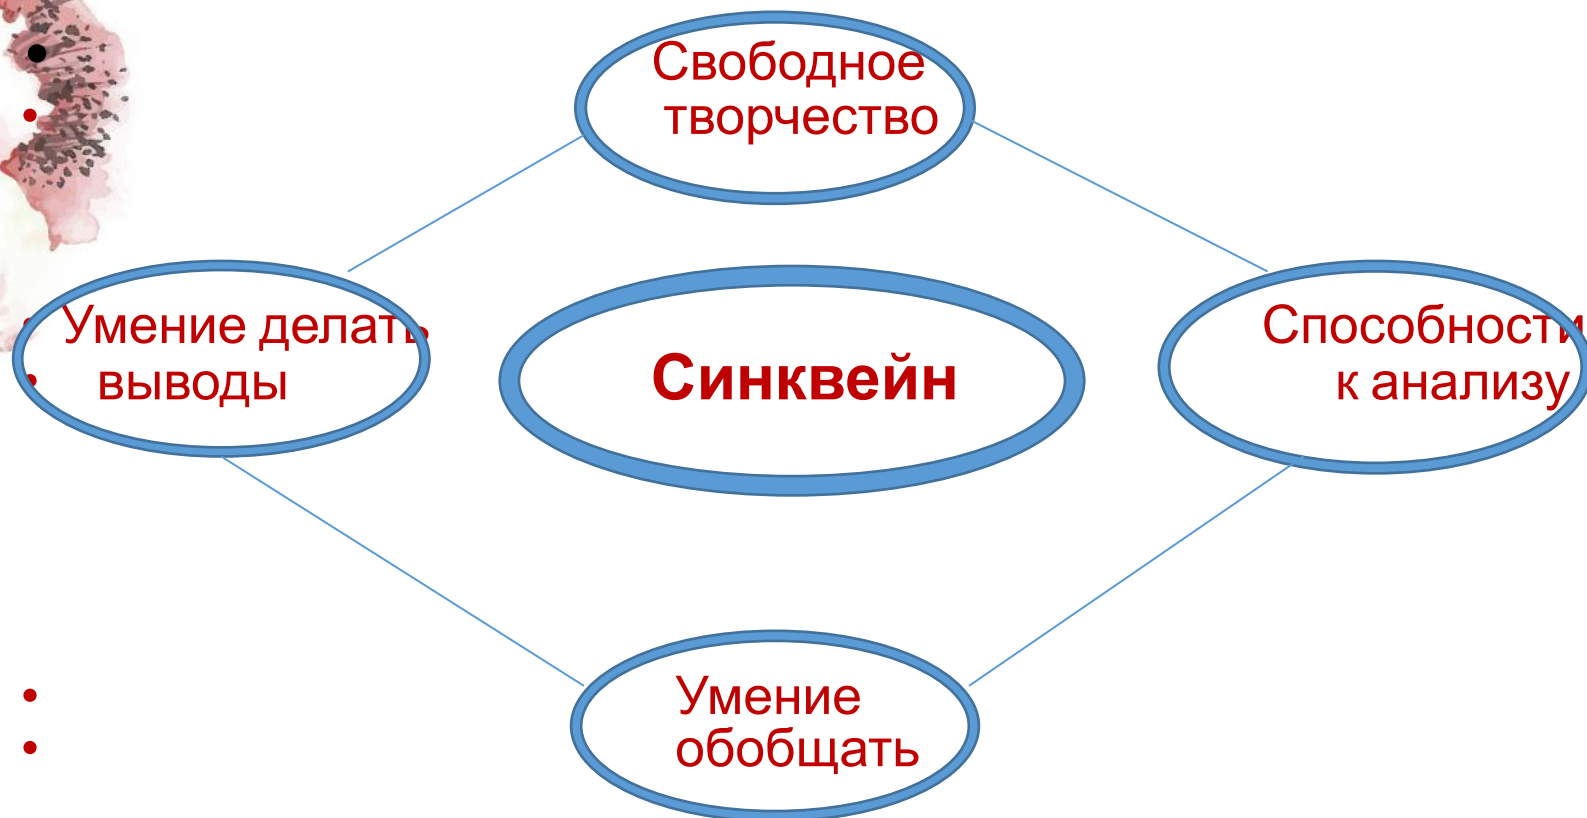 Свободное
творчество
Умение делать
выводы
Синквейн
Способности
к анализу
Умение
обобщать